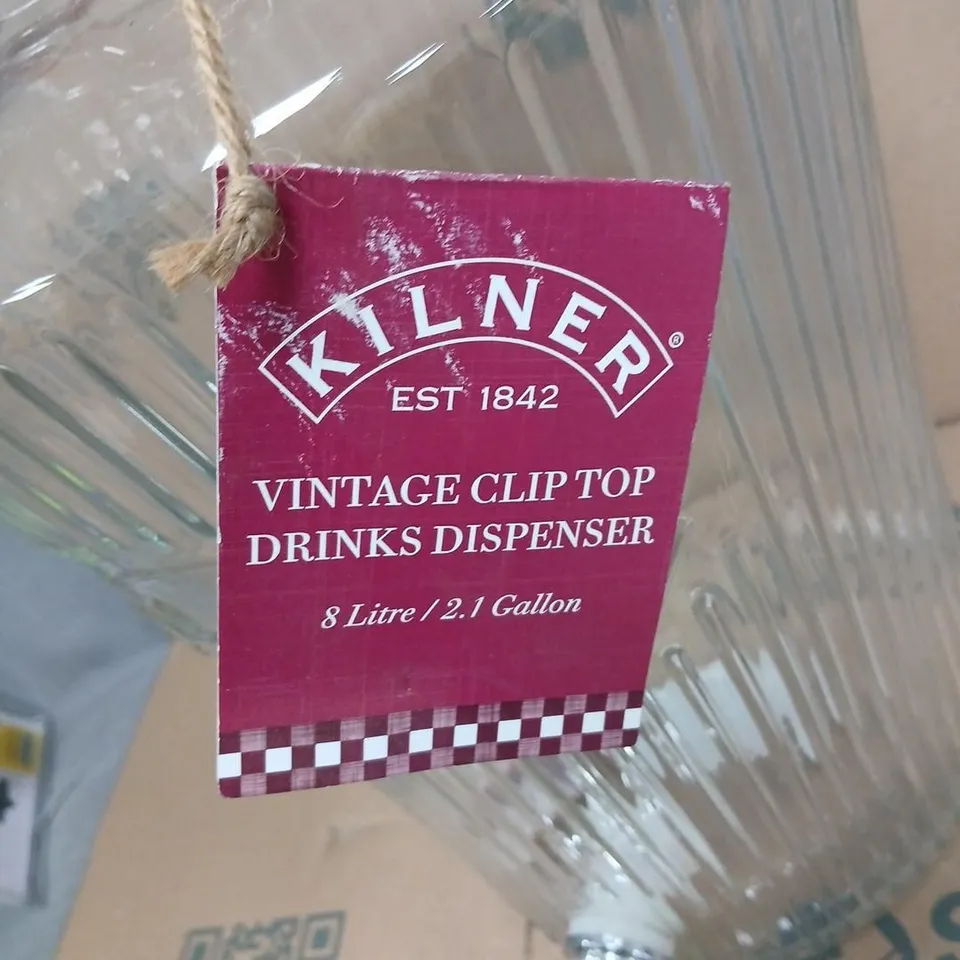 KILNER®
EST 1842
VINTAGE CLIP TOP
DRINKS DISPENSER
8 Litre / 2.1 Gallon